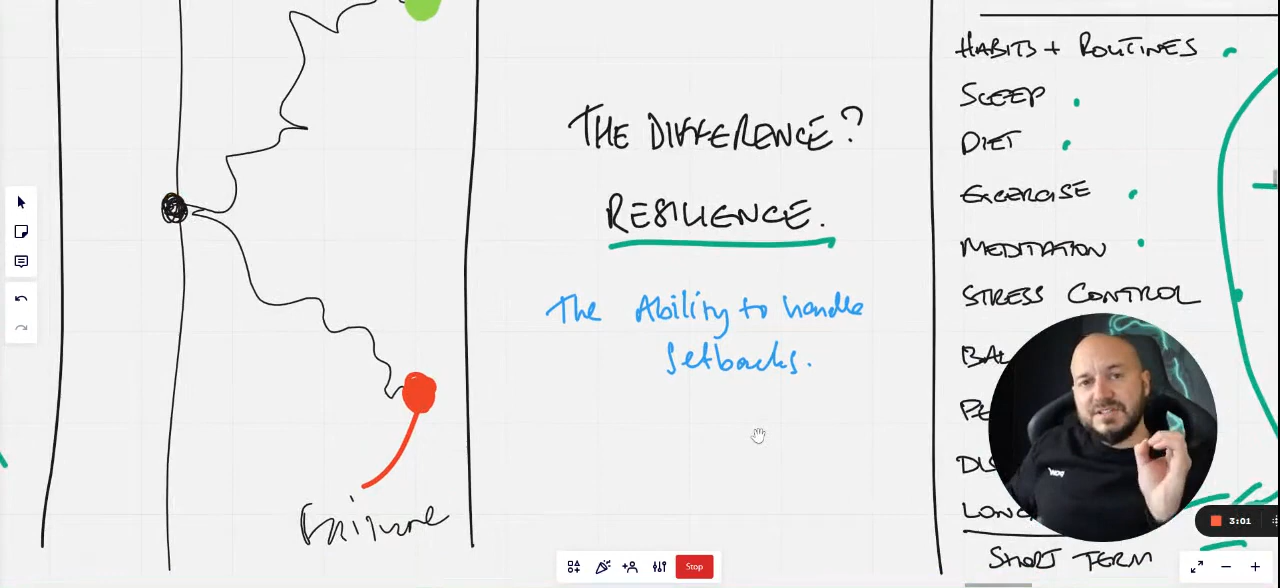 Failure
THE DIFFERENCE?
RESILIENCE.
The Ability to handle
setbacks.
HABITS + ROUTINES
SLEEP
DIET
EXERCISE
MEDITATION
STRESS CONTROL
SHORT TERM
Stop
3:01